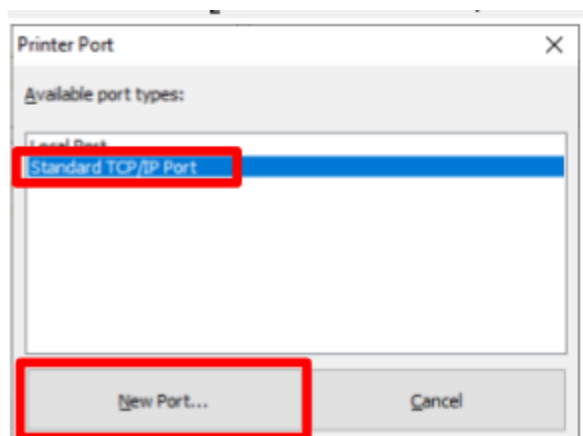 Printer Port
Available port types:
Local Port
Standard TCP/IP Port
New Port...
Cancel